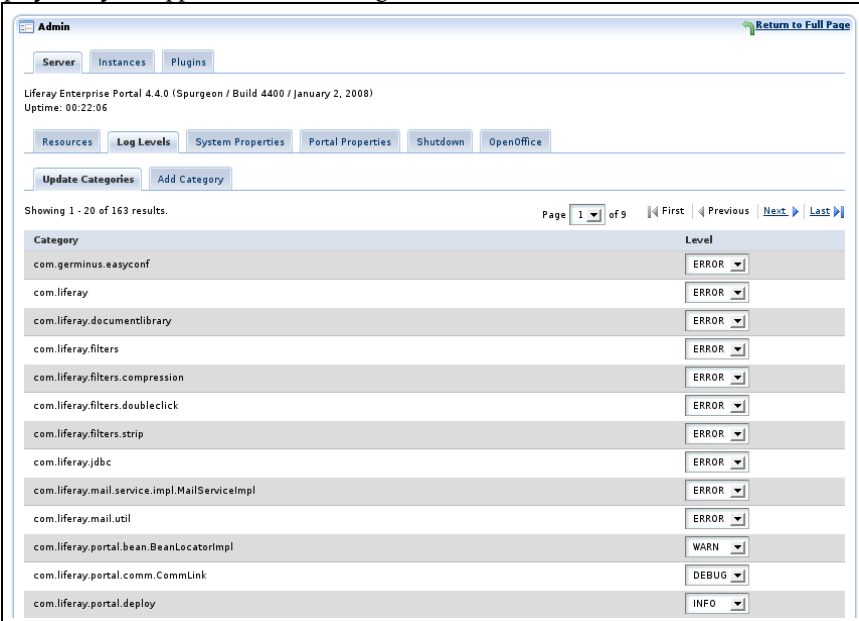 Admin Return to Full Page
Server Instances Plugins
Liferay Enterprise Portal 4.4.0 (Spurgeon / Build 4400 / January 2, 2008)
Uptime: 00:22:06
Resources Log Levels System Properties Portal Properties Shutdown OpenOffice
Update Categories Add Category
Showing 1 - 20 of 163 results. Page 1 of 9 First Previous Next Last
Category Level
com.germinus.easyconf ERROR
com.liferay ERROR
com.liferay.documentlibrary ERROR
com.liferay.filters ERROR
com.liferay.filters.compression ERROR
com.liferay.filters.doubleclick ERROR
com.liferay.filters.strip ERROR
com.liferay.jdbc ERROR
com.liferay.mail.service.impl.MailServiceImpl ERROR
com.liferay.mail.util ERROR
com.liferay.portal.bean.BeanLocatorImpl WARN
com.liferay.portal.comm.CommLink DEBUG
com.liferay.portal.deploy INFO